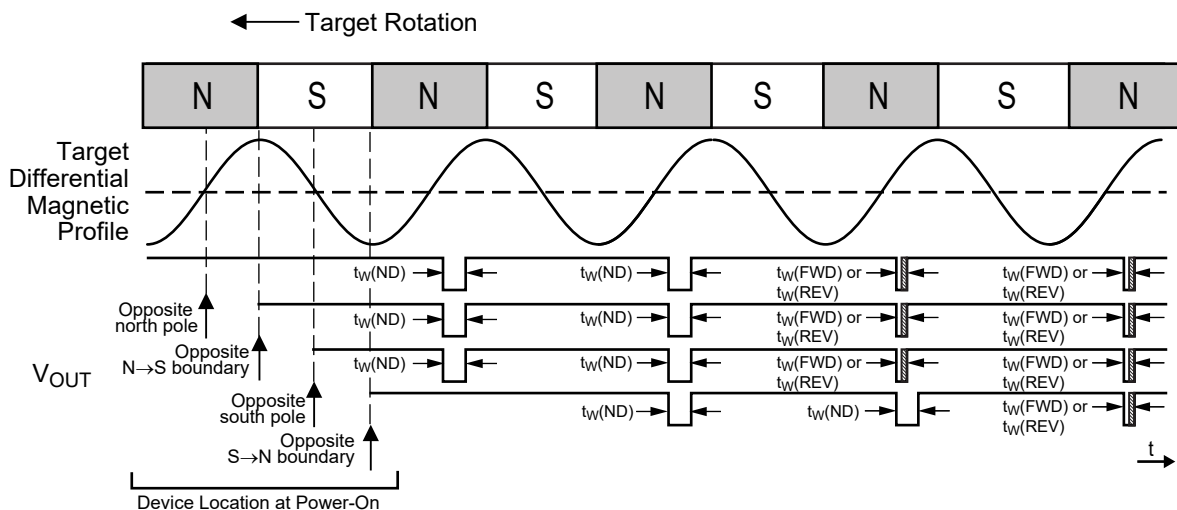 Target Rotation
N S N S N S N S N
Target
Differential
Magnetic
Profile
tW(ND) tW(ND) tW(FWD) or tW(FWD) or
tW(REV) tW(REV)
Opposite
north pole
tW(ND) tW(ND) tW(FWD) or tW(FWD) or
tW(REV) tW(REV)
Opposite
N→S boundary
tW(ND) tW(ND) tW(FWD) or tW(FWD) or
tW(REV) tW(REV)
VOUT
Opposite
south pole
tW(ND) tW(ND) tW(FWD) or
tW(REV)
Opposite
S→N boundary
t
Device Location at Power-On